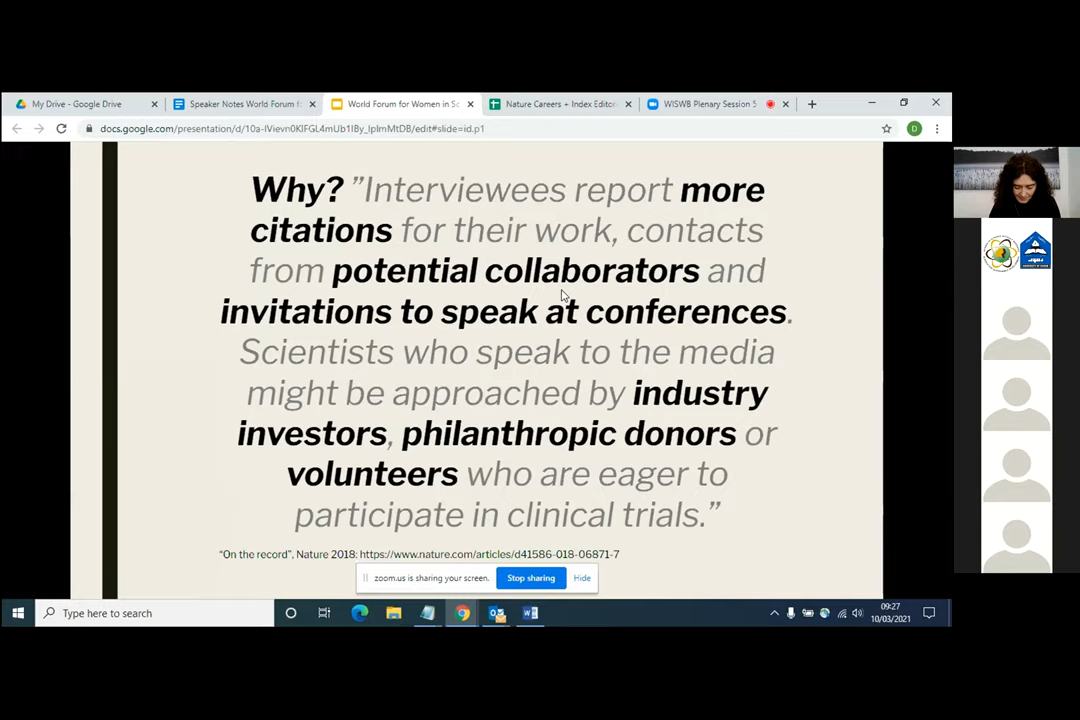 My Drive - Google Drive
Speaker Notes World Forum f
World Forum for Women in Sc
Nature Careers + Index Editor
WISWB Plenary Session 5
docs.google.com/presentation/d/10a-IVievn0KIFGL4mUb1IBy_IpImMtDB/edit#slide=id.p1
D
Why? ”Interviewees report more
citations for their work, contacts
from potential collaborators and
invitations to speak at conferences.
Scientists who speak to the media
might be approached by industry
investors, philanthropic donors or
volunteers who are eager to
participate in clinical trials.”
“On the record”, Nature 2018: https://www.nature.com/articles/d41586-018-06871-7
zoom.us is sharing your screen.
Stop sharing
Hide
Type here to search
09:27
10/03/2021